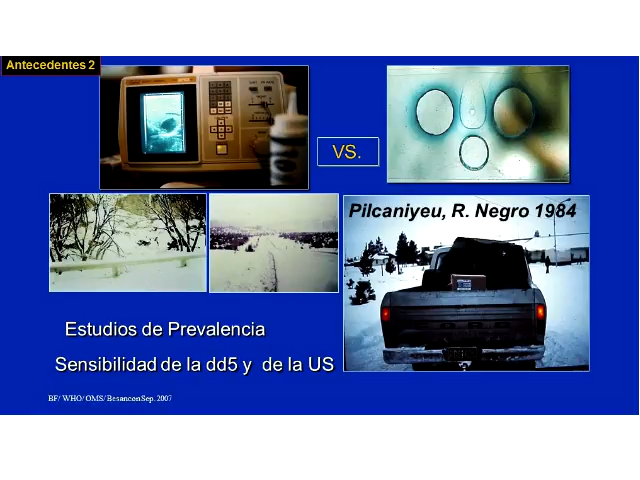 Antecedentes 2
VS.
Pilcaniyeu, R. Negro 1984
Estudios de Prevalencia
Sensibilidad de la dd5 y de la US
BF/ WHO/ OMS/ Besancon Sep. 2007